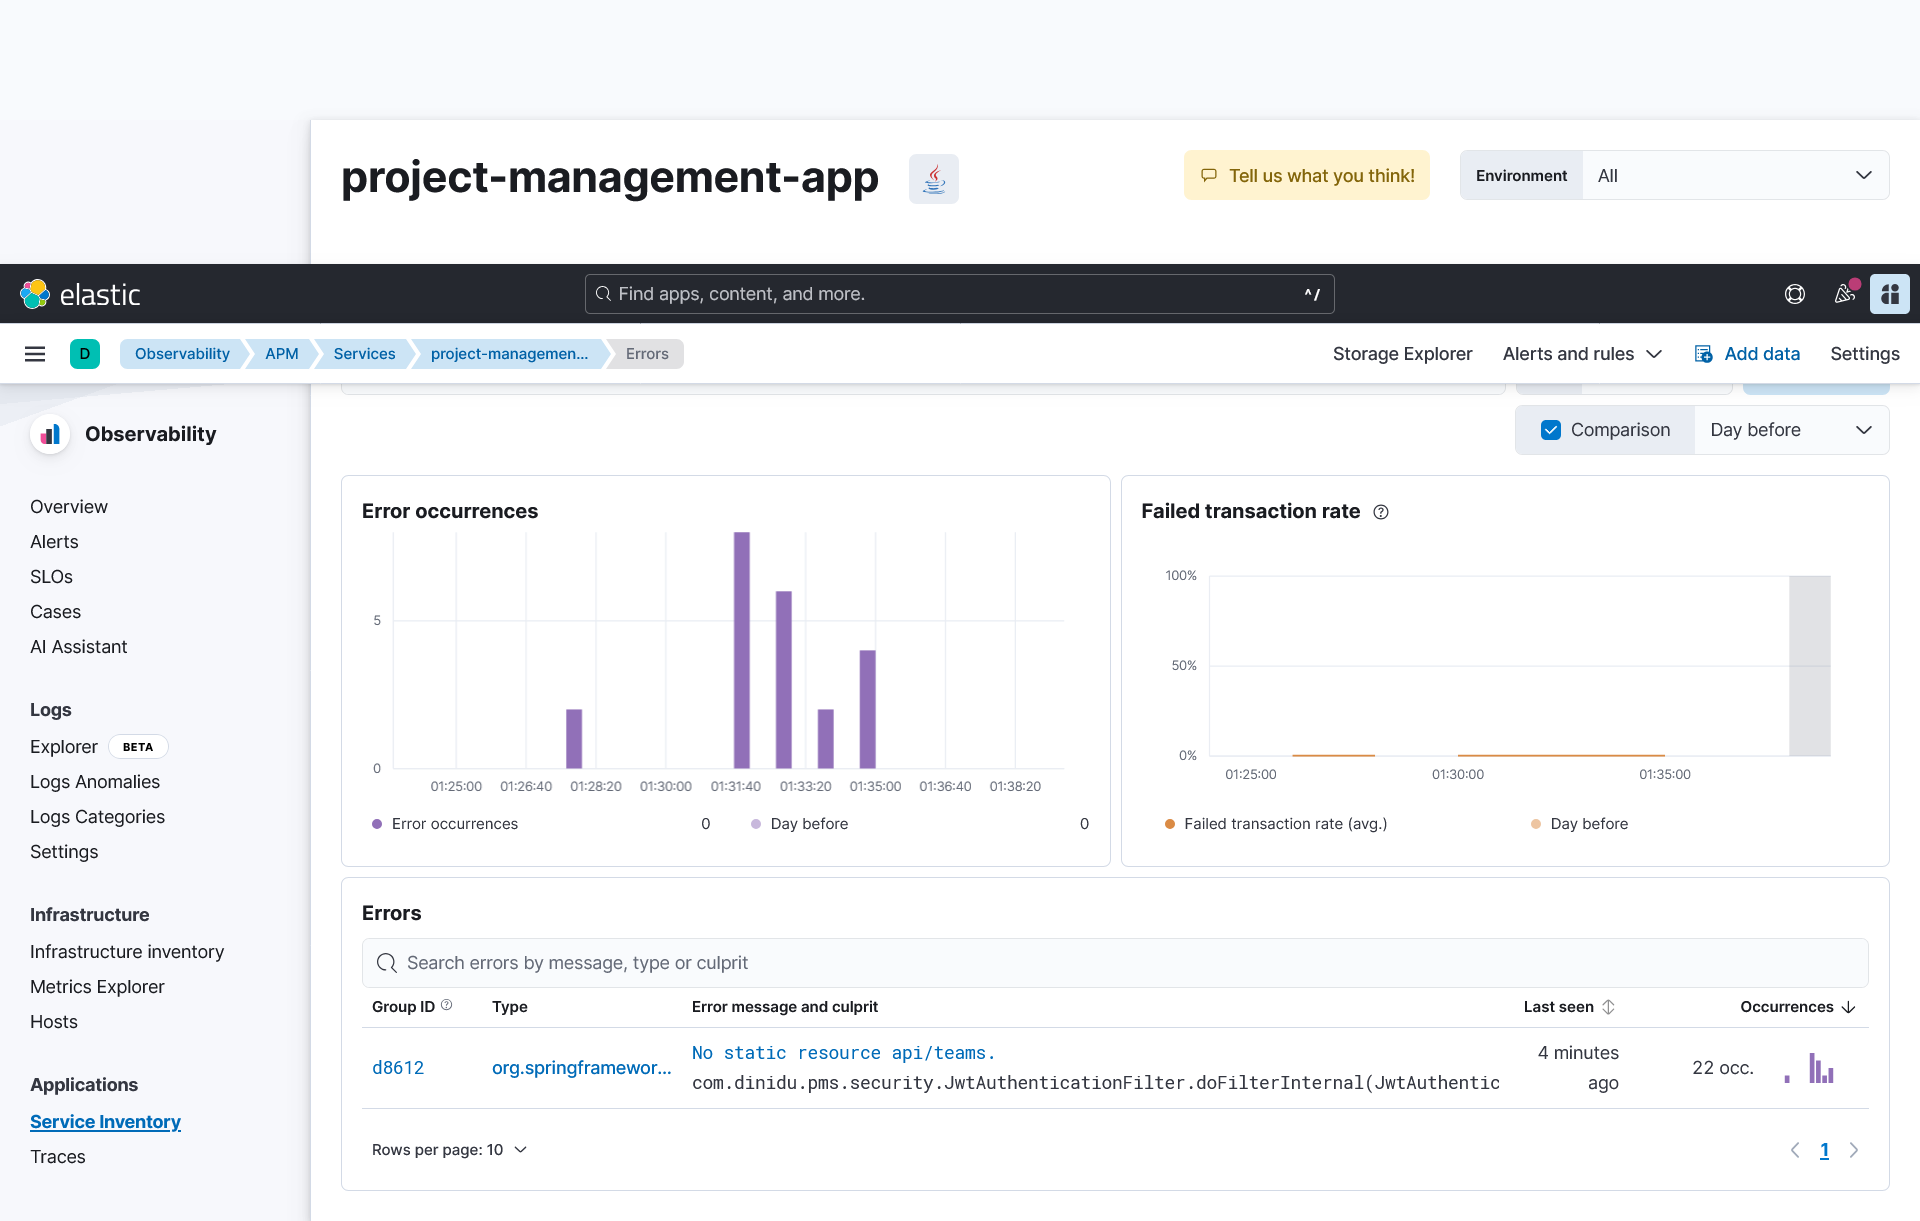 project-management-app
Tell us what you think!
Environment All
elastic
Find apps, content, and more.
^/
D
Observability
APM
Services
project-managemen...
Errors
Storage Explorer
Alerts and rules
Add data
Settings
Observability
Overview
Alerts
SLOs
Cases
AI Assistant
Logs
Explorer BETA
Logs Anomalies
Logs Categories
Settings
Infrastructure
Infrastructure inventory
Metrics Explorer
Hosts
Applications
Service Inventory
Traces
Comparison Day before
Error occurrences
5
0
01:25:00 01:26:40 01:28:20 01:30:00 01:31:40 01:33:20 01:35:00 01:36:40 01:38:20
Error occurrences 0 Day before 0
Failed transaction rate
100%
50%
0%
01:25:00 01:30:00 01:35:00
Failed transaction rate (avg.) Day before
Errors
Search errors by message, type or culprit
Group ID Type Error message and culprit Last seen Occurrences
d8612 org.springframewor... No static resource api/teams. 4 minutes ago 22 occ.
com.dinidu.pms.security.JwtAuthenticationFilter.doFilterInternal(JwtAuthentic
Rows per page: 10
1